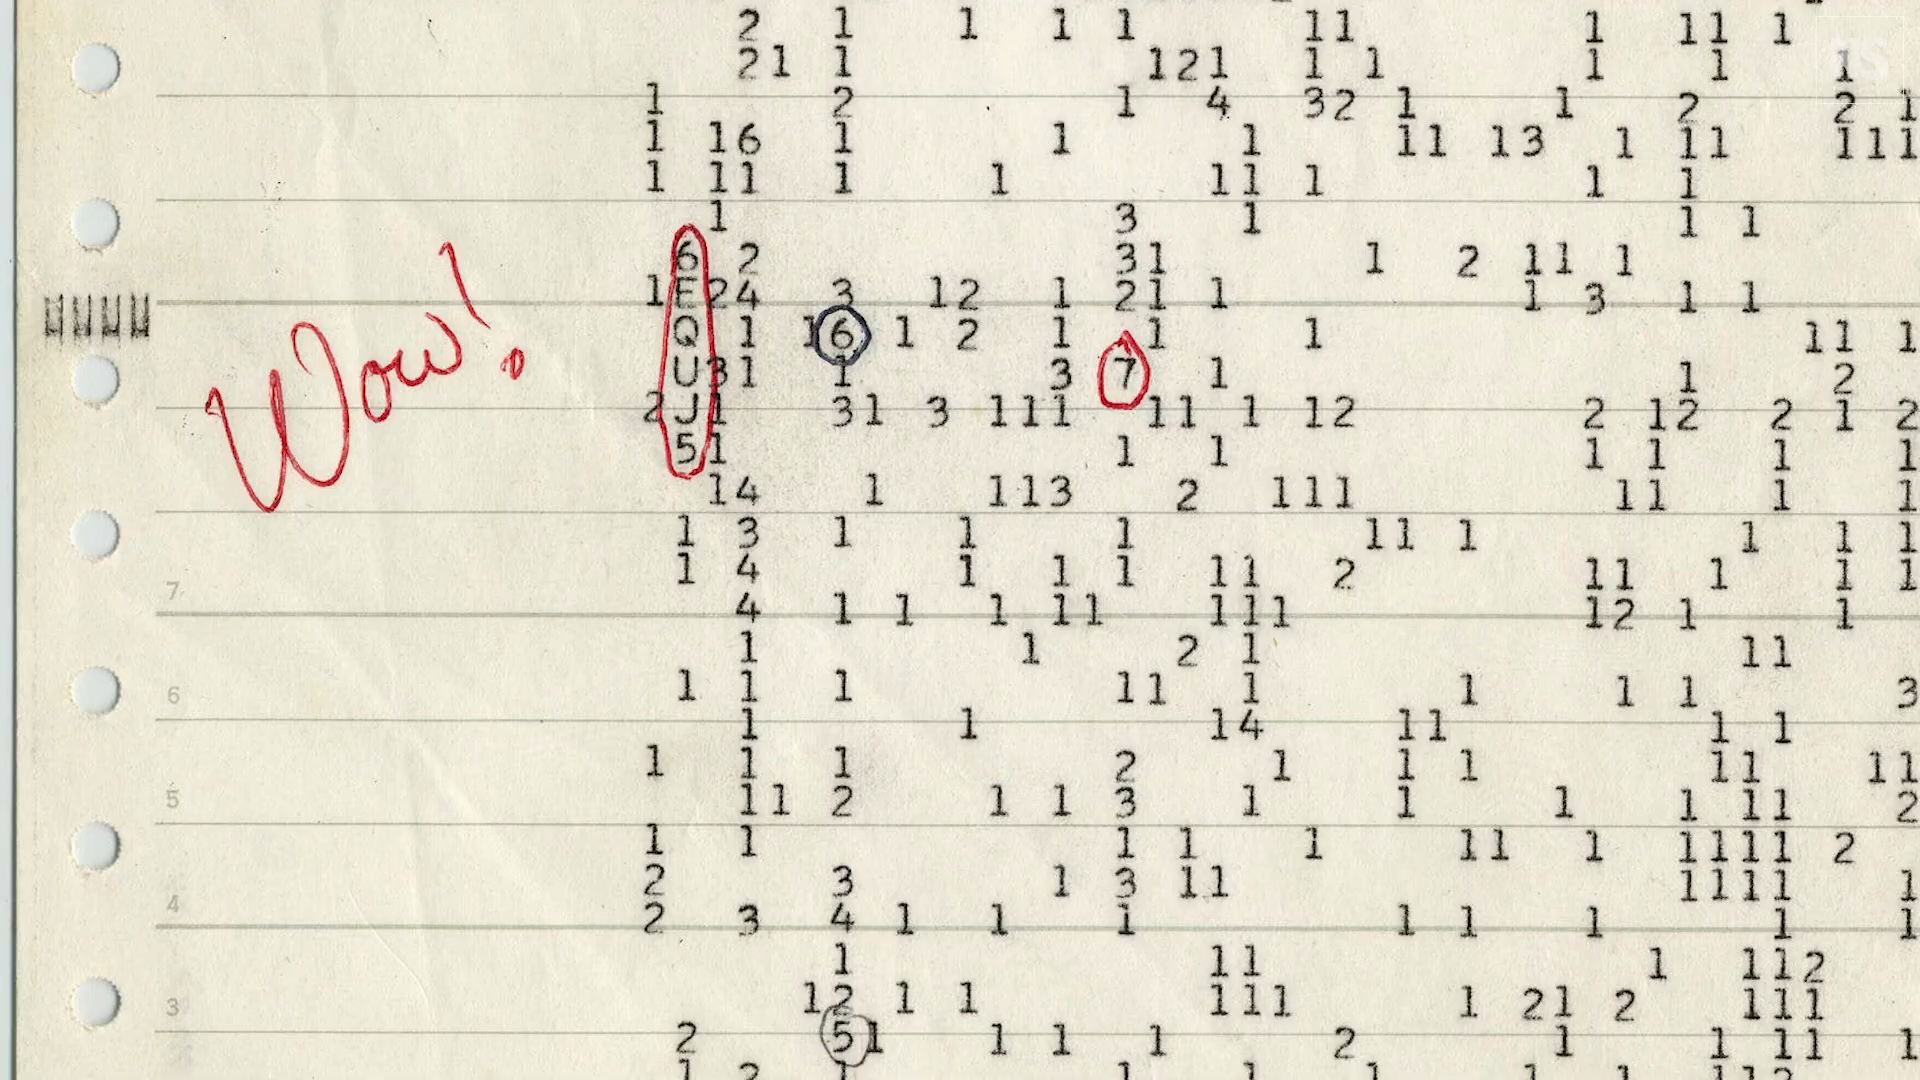 2 1 1 1 1 11 1 11 1
21 1 121 1 1 1 1 1
1 2 1 4 32 1 1 2 2 1
1 16 1 1 1 11 13 1 11 111
1 11 1 1 11 1 1 1
1 3 1 1 1
6 2 31 1 2 11 1
1E24 3 12 1 21 1 1 3 1 1
Wow!
Q 1 16 1 2 1 1 1 11 1
U31 1 3 7 1 1 2
2J1 31 3 111 11 1 12 2 12 2 1 2
51 1 1 1 1 1 1
14 1 113 2 111 11 1 1
1 3 1 1 1 11 1 1 1 1
1 4 1 1 1 11 2 11 1 1 1
7
4 1 1 1 11 111 12 1 1
1 1 2 1 11
1 1 1 11 1 1 1 1 3
6
1 1 14 11 1 1
1 1 1 2 1 1 1 11 11
5
11 2 1 1 3 1 1 1 1 11 2
1 1 1 1 1 11 1 1111 2
2 3 1 3 11 1111 1
4
2 3 4 1 1 1 1 1 1 1 1
1 11 1 112
12 1 1 111 1 21 2 111
3
2 51 1 1 1 2 1 1 11 1